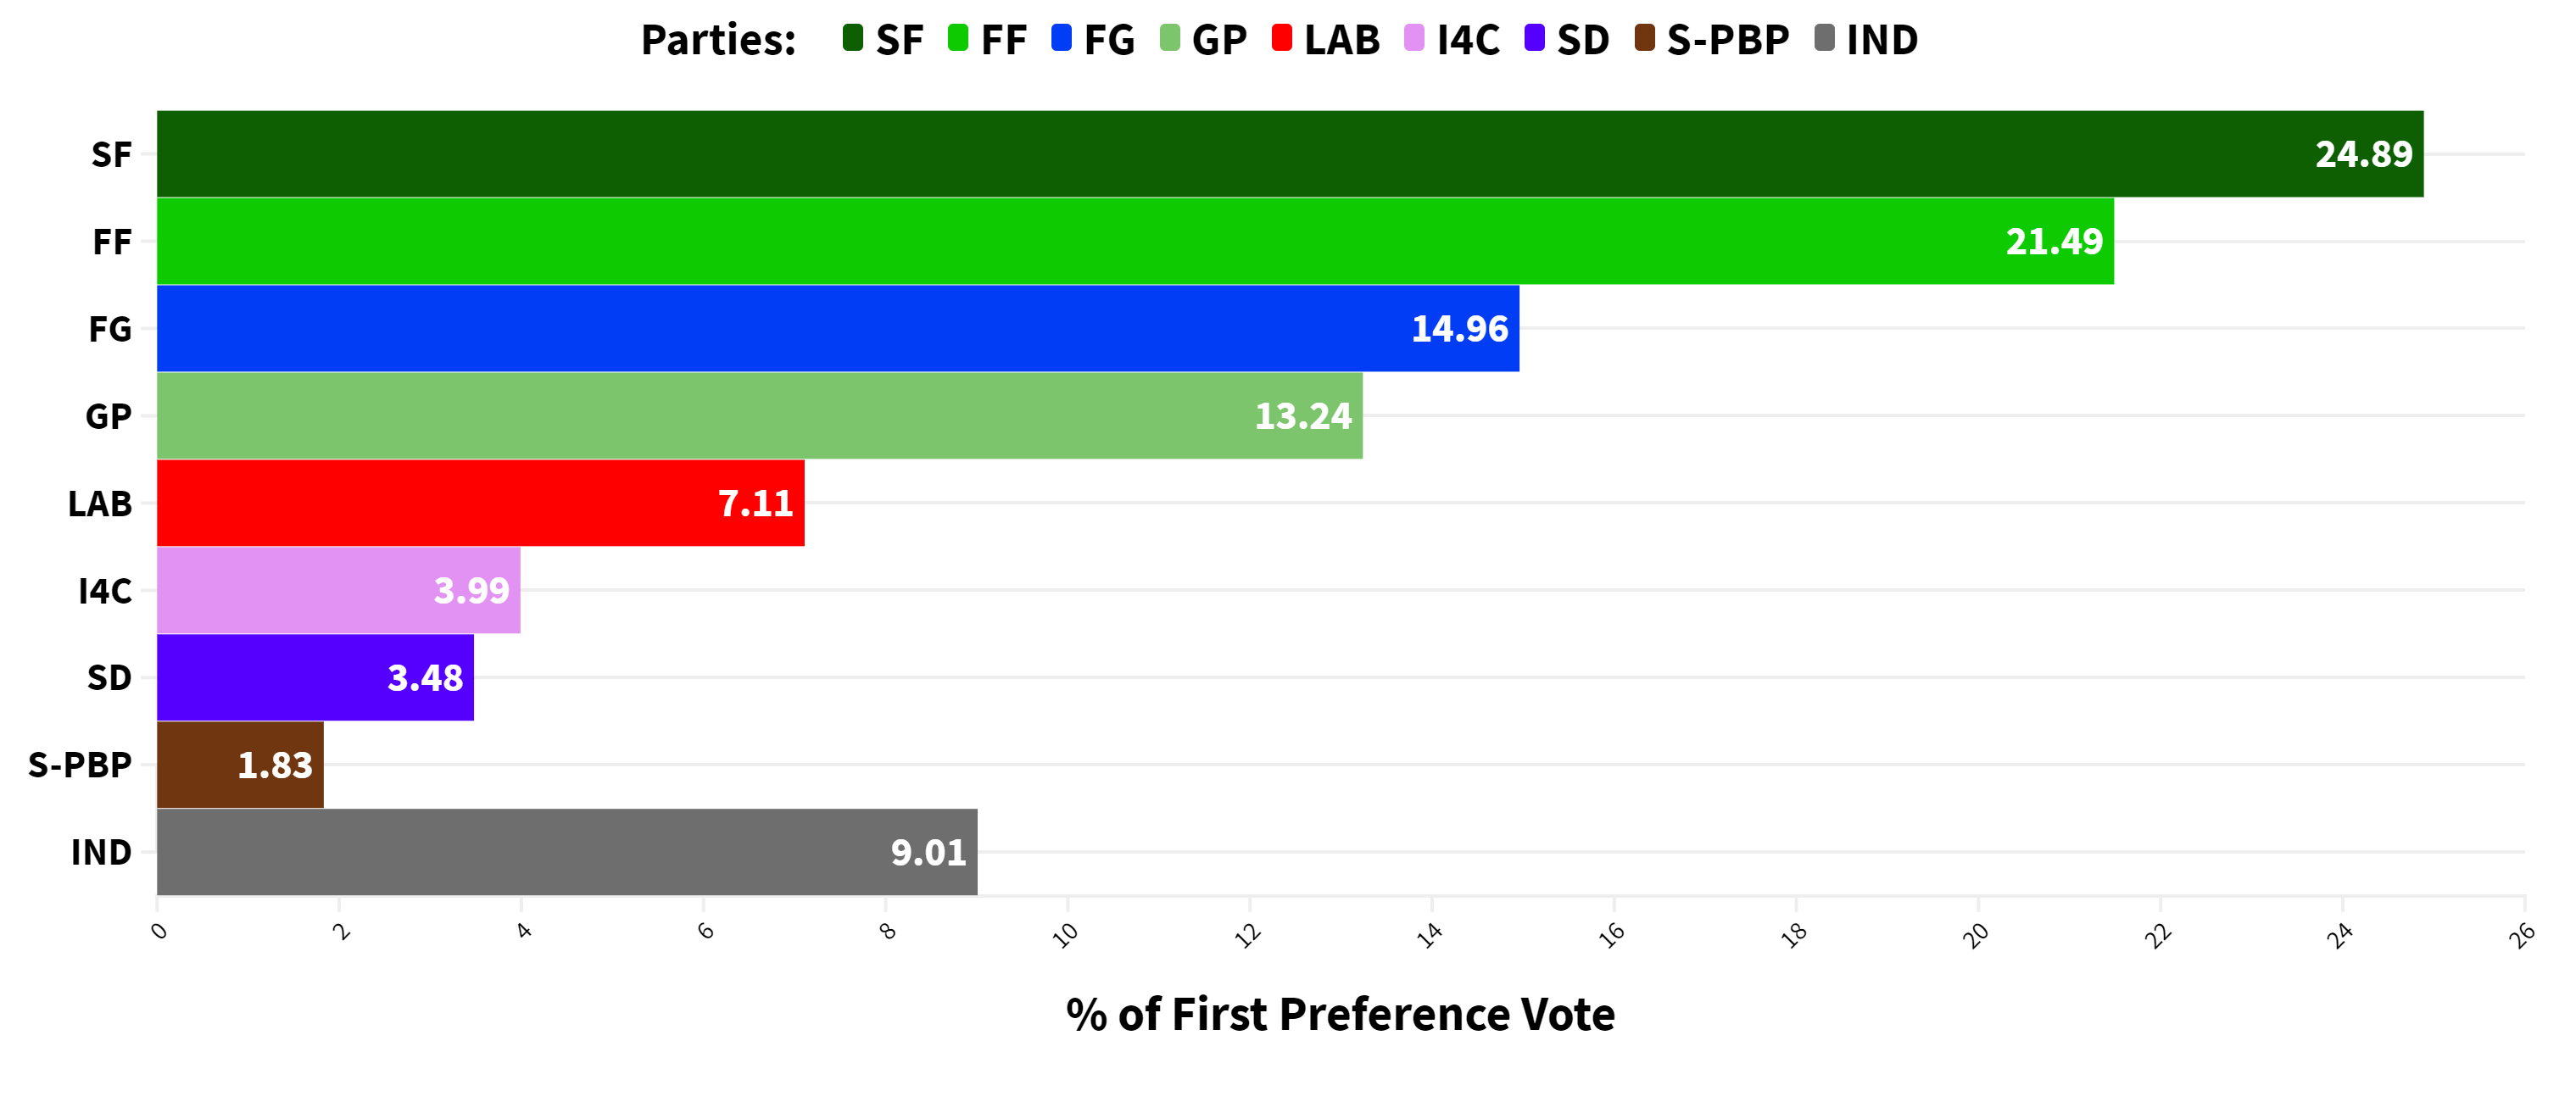 Parties: SF FF FG GP LAB I4C SD S-PBP IND
SF 24.89
FF 21.49
FG 14.96
GP 13.24
LAB 7.11
I4C 3.99
SD 3.48
S-PBP 1.83
IND 9.01
0 2 4 6 8 10 12 14 16 18 20 22 24 26
% of First Preference Vote